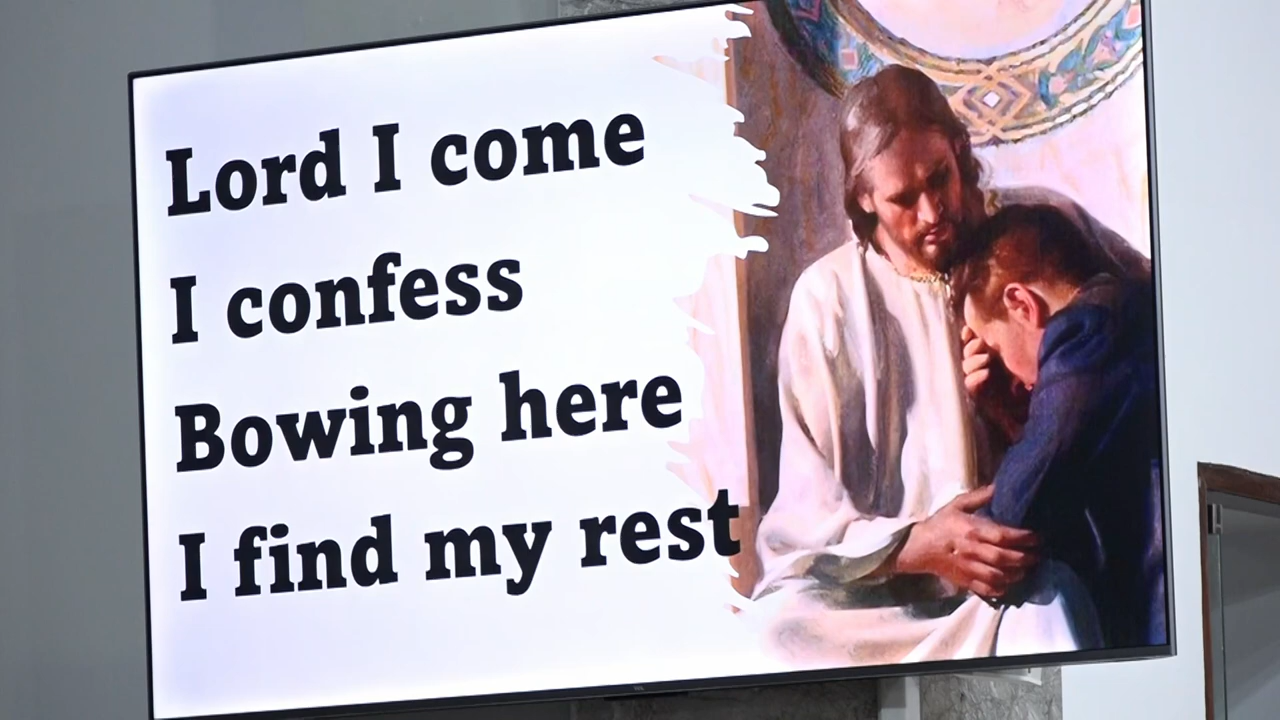 Lord I come
I confess
Bowing here
I find my rest